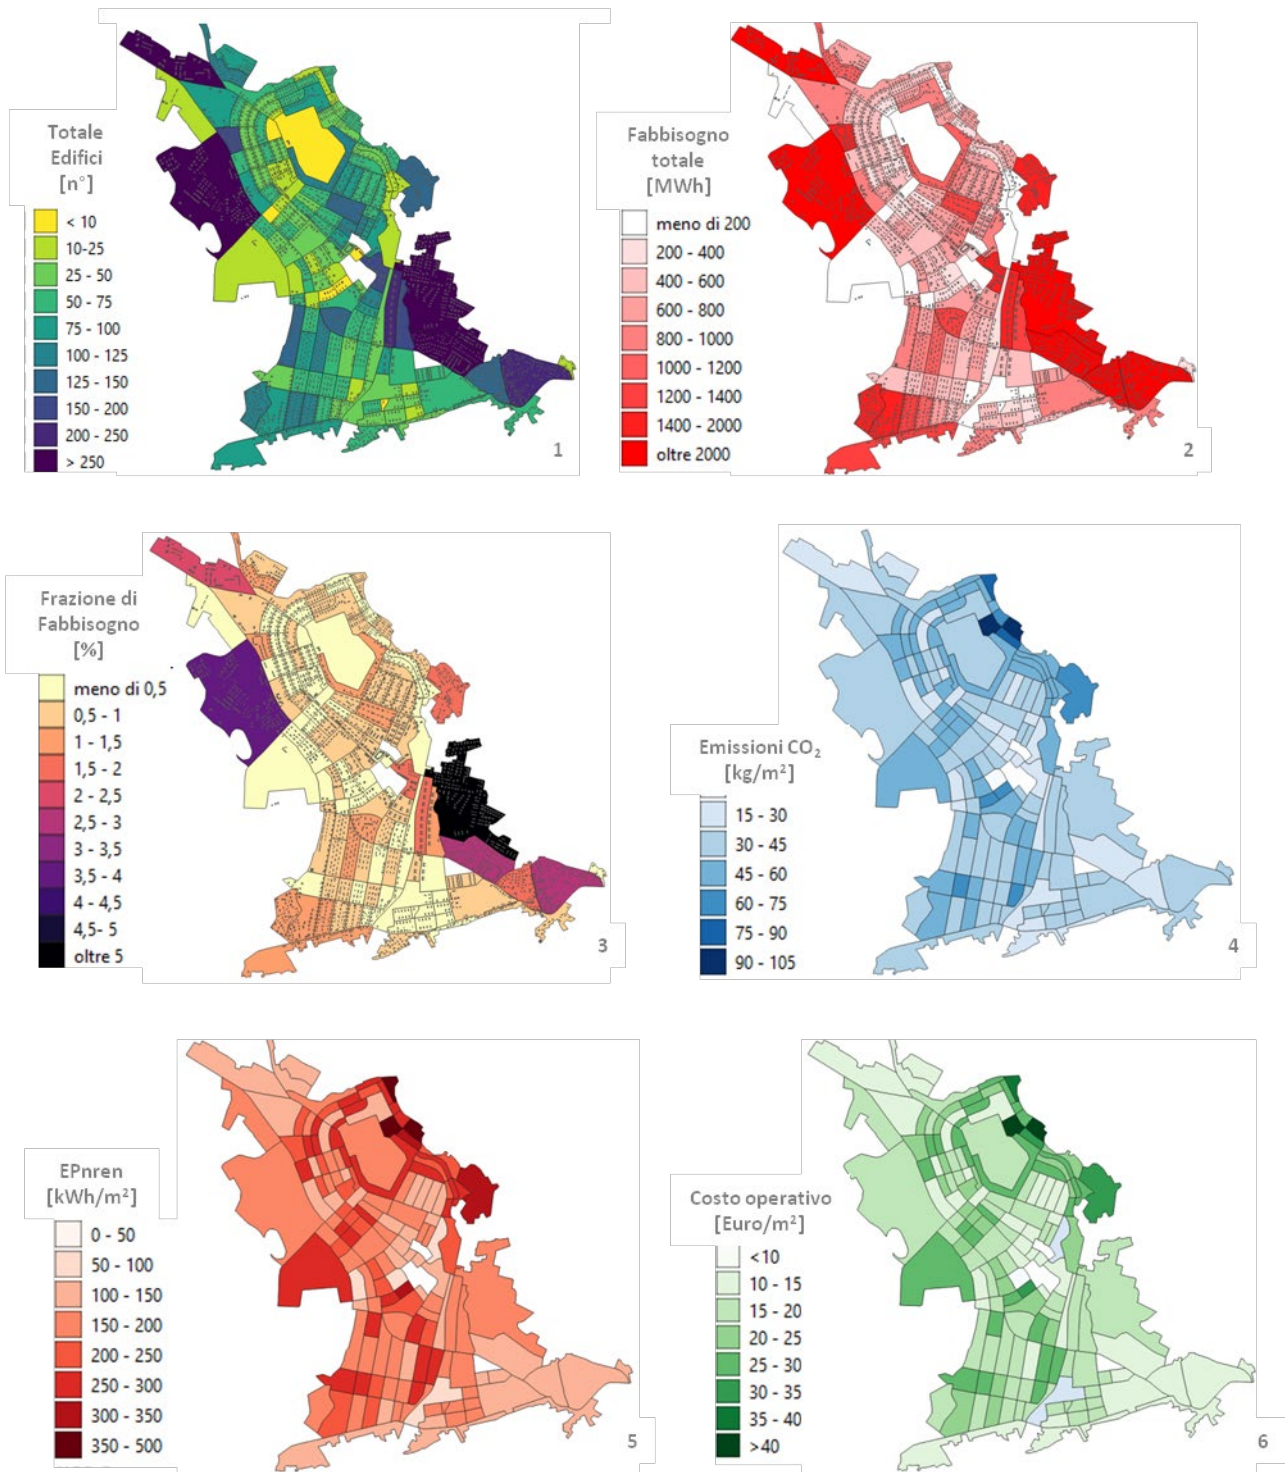 Totale
Edifici
[n°]
< 10
10-25
25 - 50
50 - 75
75 - 100
100 - 125
125 - 150
150 - 200
200 - 250
> 250
1
Fabbisogno
totale
[MWh]
meno di 200
200 - 400
400 - 600
600 - 800
800 - 1000
1000 - 1200
1200 - 1400
1400 - 2000
oltre 2000
2
Frazione di
Fabbisogno
[%]
meno di 0,5
0,5 - 1
1 - 1,5
1,5 - 2
2 - 2,5
2,5 - 3
3 - 3,5
3,5 - 4
4 - 4,5
4,5- 5
oltre 5
3
Emissioni CO₂
[kg/m²]
15 - 30
30 - 45
45 - 60
60 - 75
75 - 90
90 - 105
4
EPnren
[kWh/m²]
0 - 50
50 - 100
100 - 150
150 - 200
200 - 250
250 - 300
300 - 350
350 - 500
5
Costo operativo
[Euro/m²]
<10
10 - 15
15 - 20
20 - 25
25 - 30
30 - 35
35 - 40
>40
6